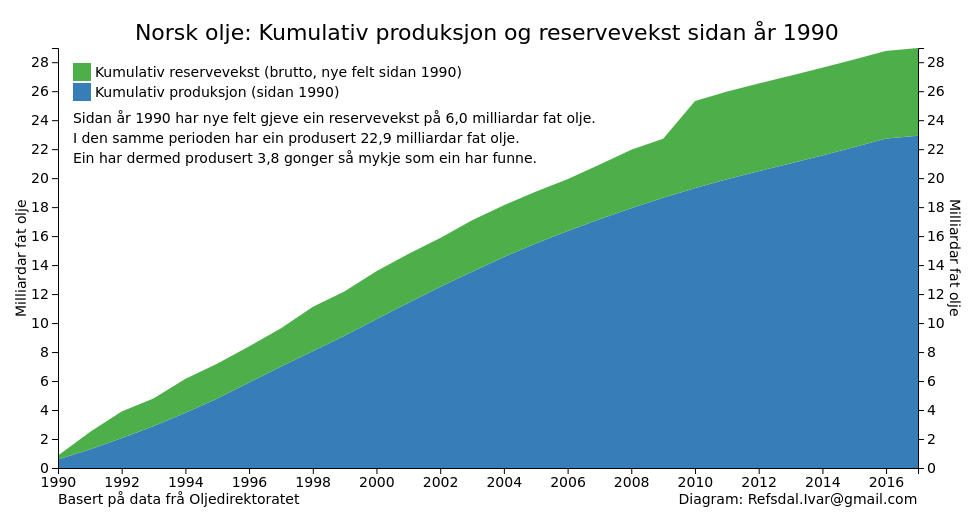 Norsk olje: Kumulativ produksjon og reservevekst sidan år 1990
Kumulativ reservevekst (brutto, nye felt sidan 1990)
Kumulativ produksjon (sidan 1990)
Sidan år 1990 har nye felt gjeve ein reservevekst på 6,0 milliardar fat olje.
I den samme perioden har ein produsert 22,9 milliardar fat olje.
Ein har dermed produsert 3,8 gonger så mykje som ein har funne.
Milliardar fat olje
28
26
24
22
20
18
16
14
12
10
8
6
4
2
0
28
26
24
22
20
18
16
14
12
10
8
6
4
2
0
Milliardar fat olje
1990 1992 1994 1996 1998 2000 2002 2004 2006 2008 2010 2012 2014 2016
Basert på data frå Oljedirektoratet
Diagram: Refsdal.Ivar@gmail.com